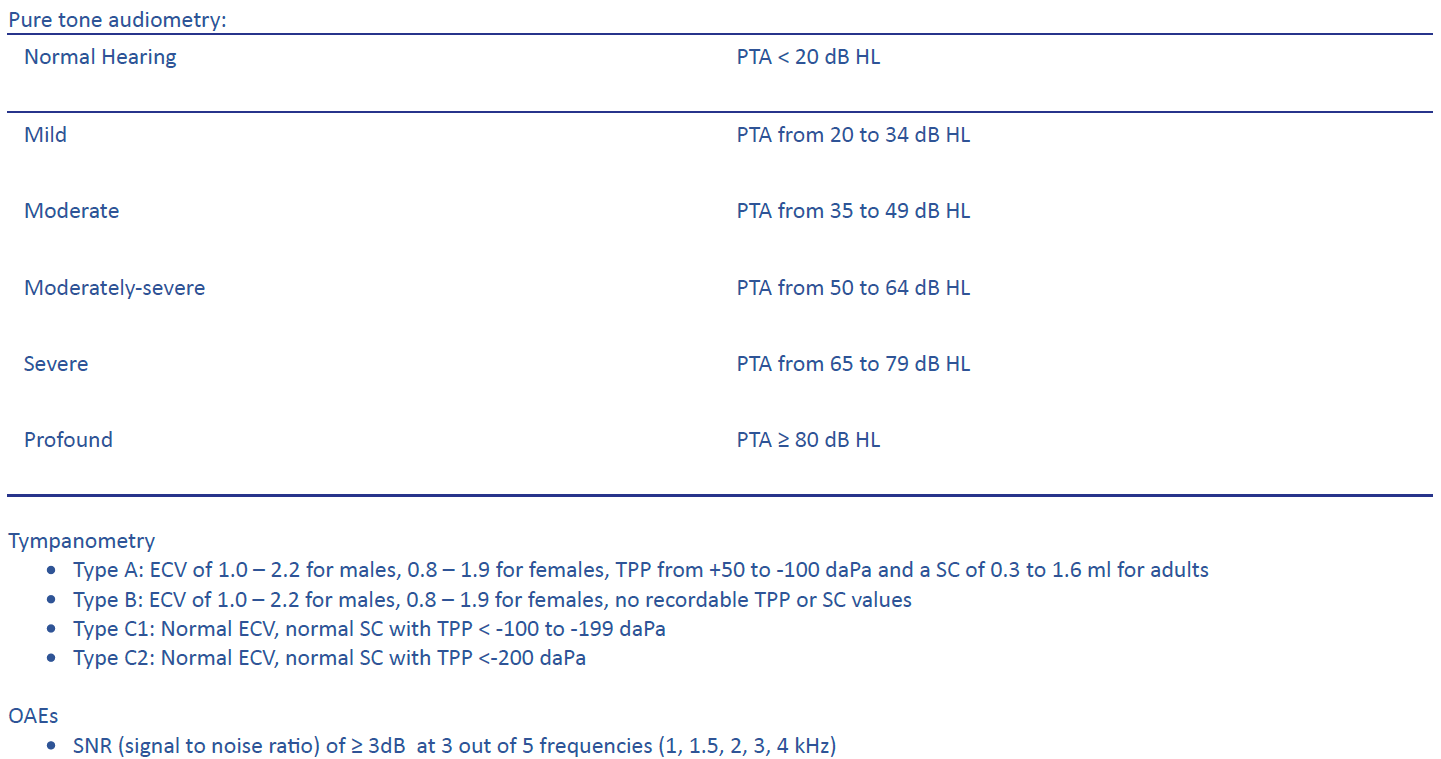 Pure tone audiometry:
Normal Hearing PTA < 20 dB HL
Mild PTA from 20 to 34 dB HL
Moderate PTA from 35 to 49 dB HL
Moderately-severe PTA from 50 to 64 dB HL
Severe PTA from 65 to 79 dB HL
Profound PTA ≥ 80 dB HL
Tympanometry
• Type A: ECV of 1.0 – 2.2 for males, 0.8 – 1.9 for females, TPP from +50 to -100 daPa and a SC of 0.3 to 1.6 ml for adults
• Type B: ECV of 1.0 – 2.2 for males, 0.8 – 1.9 for females, no recordable TPP or SC values
• Type C1: Normal ECV, normal SC with TPP < -100 to -199 daPa
• Type C2: Normal ECV, normal SC with TPP <-200 daPa
OAEs
• SNR (signal to noise ratio) of ≥ 3dB  at 3 out of 5 frequencies (1, 1.5, 2, 3, 4 kHz)